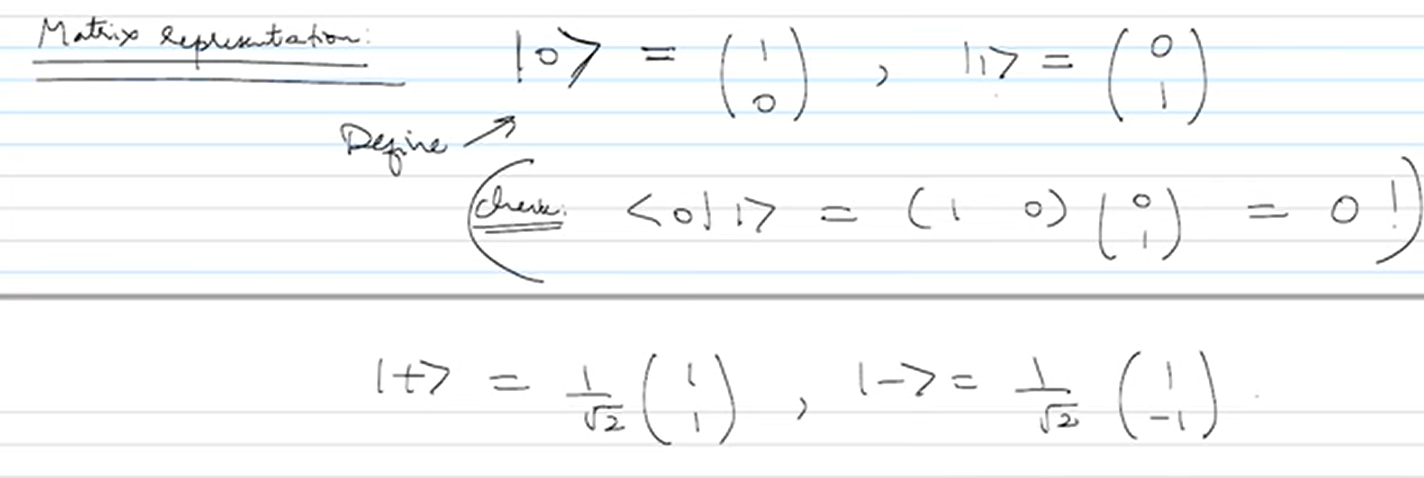 Matrix representation: |0> = (1 0), |1> = (0 1)
Define ↗
(Check: <0|1> = (1 0) (0 1) = 0!)
|+> = 1/√2 (1 1), |-> = 1/√2 (1 -1).